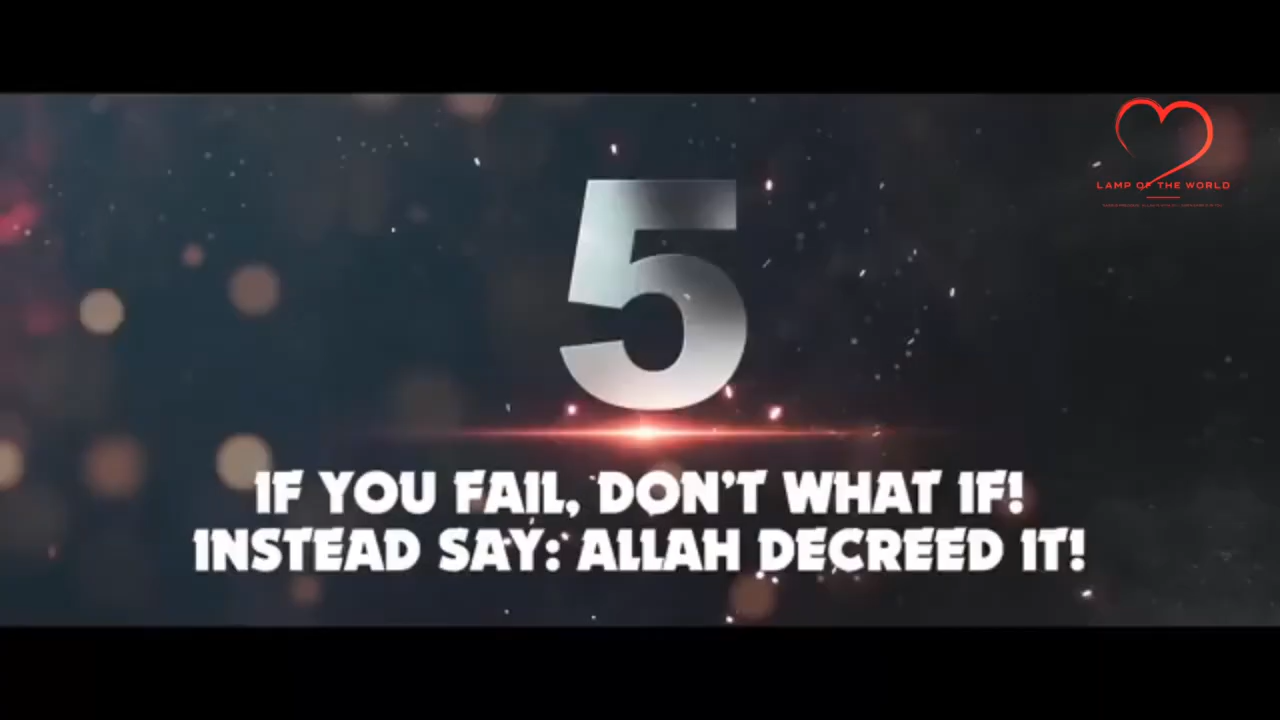 LAMP OF THE WORLD
5
IF YOU FAIL, DON'T WHAT IF!
INSTEAD SAY: ALLAH DECREED IT!